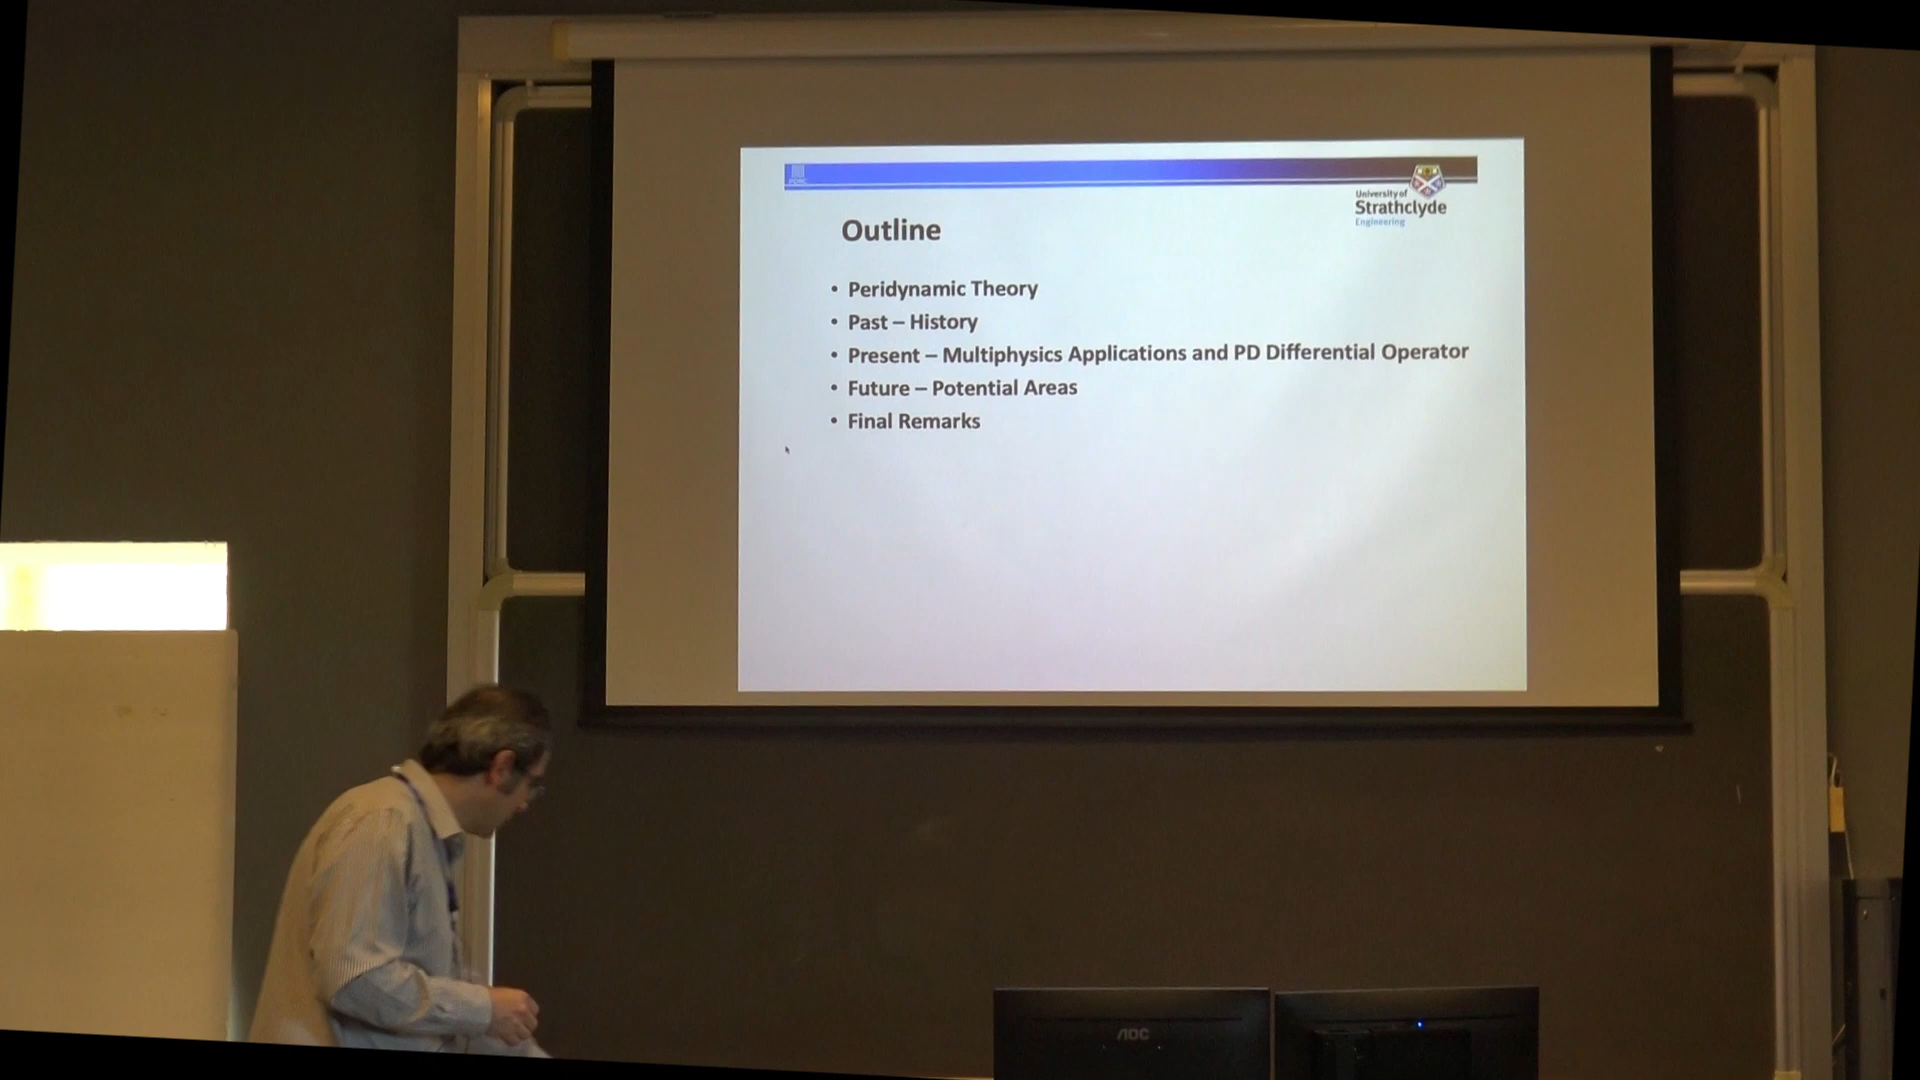 University of
Strathclyde
Engineering
Outline
• Peridynamic Theory
• Past – History
• Present – Multiphysics Applications and PD Differential Operator
• Future – Potential Areas
• Final Remarks
AOC